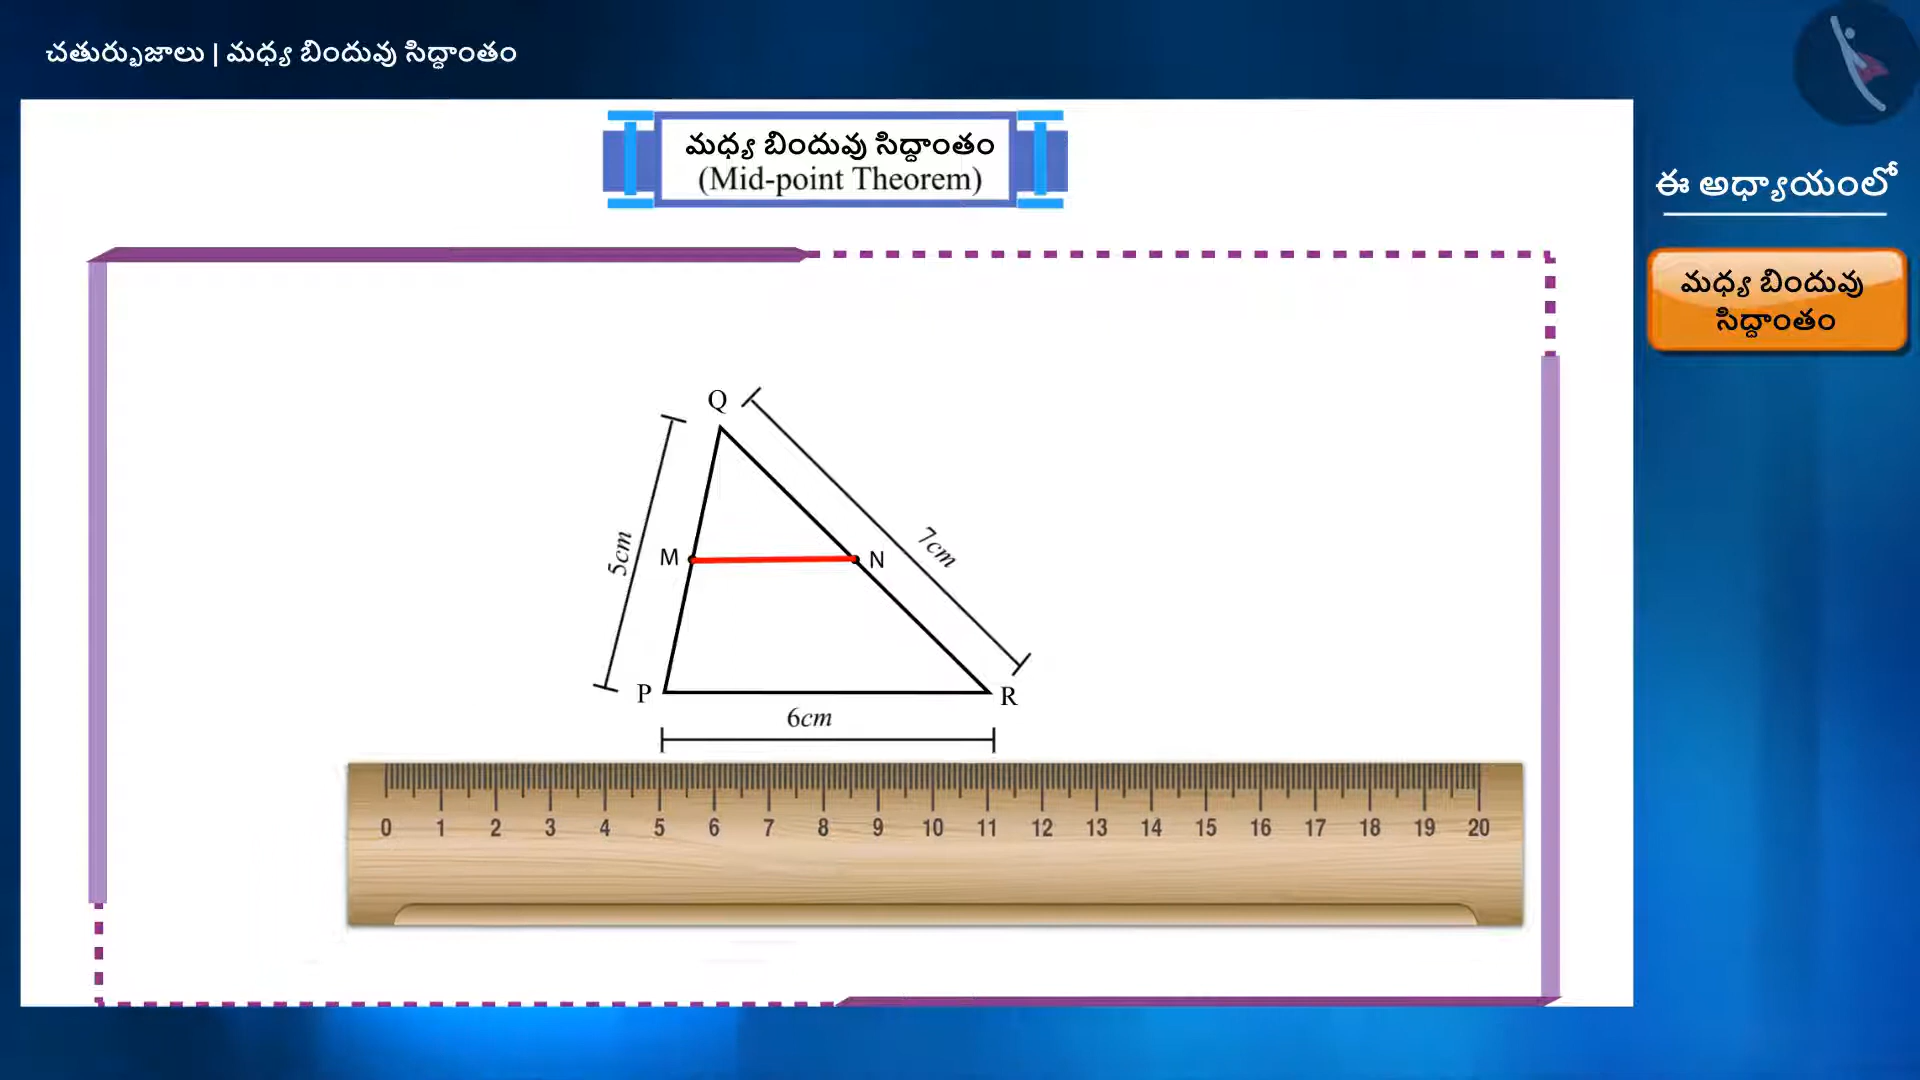 చతుర్భుజాలు | మధ్య బిందువు సిద్ధాంతం
మధ్య బిందువు సిద్ధాంతం
(Mid-point Theorem)
ఈ అధ్యాయంలో
మధ్య బిందువు
సిద్ధాంతం
Q
5cm
7cm
M
N
P
R
6cm
0 1 2 3 4 5 6 7 8 9 10 11 12 13 14 15 16 17 18 19 20